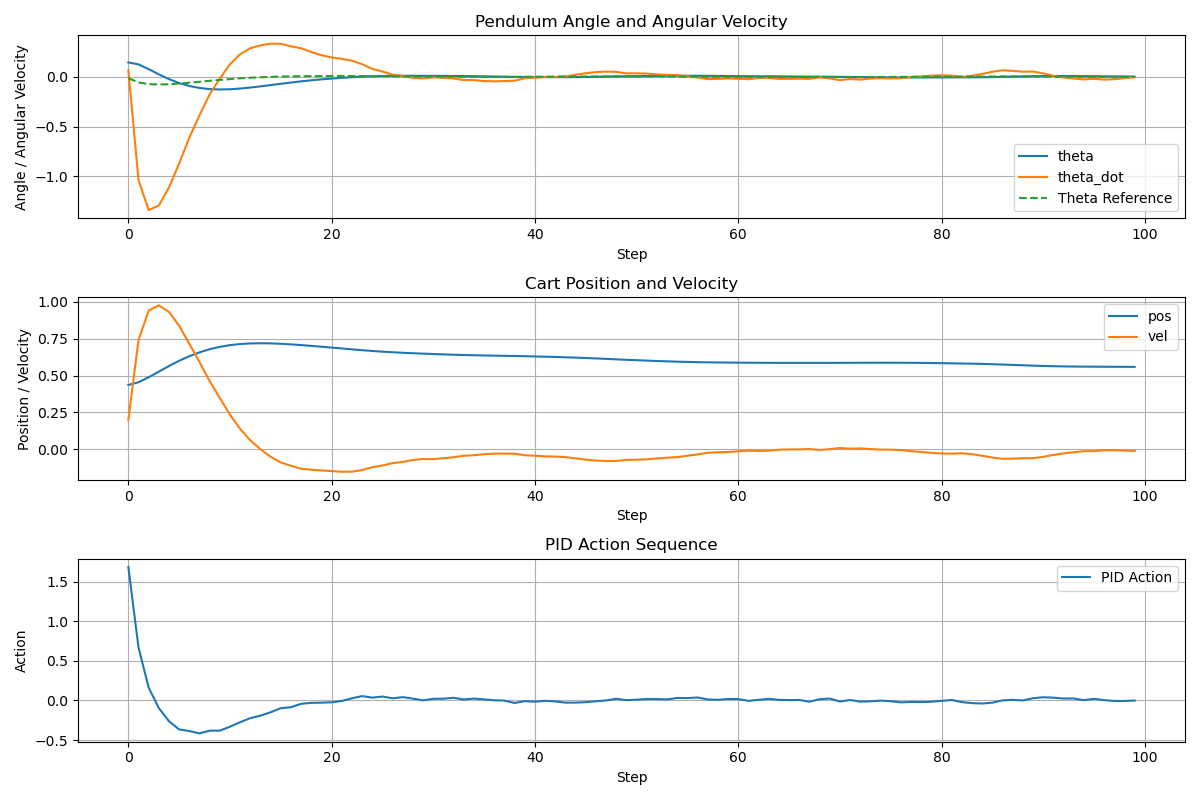 Pendulum Angle and Angular Velocity
Angle / Angular Velocity
0.0
−0.5
−1.0
theta
theta_dot
Theta Reference
0 20 40 60 80 100
Step
Cart Position and Velocity
Position / Velocity
1.00
0.75
0.50
0.25
0.00
pos
vel
0 20 40 60 80 100
Step
PID Action Sequence
Action
1.5
1.0
0.5
0.0
−0.5
PID Action
0 20 40 60 80 100
Step